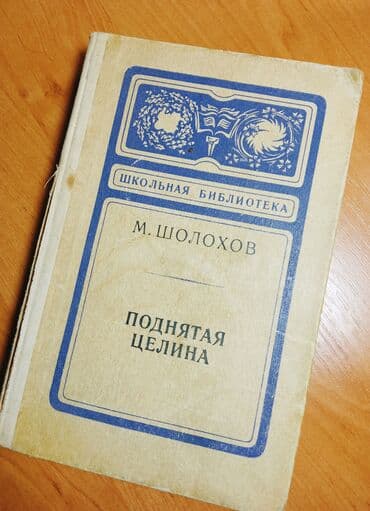 ШКОЛЬНАЯ БИБЛИОТЕКА
М. ШОЛОХОВ
ПОДНЯТАЯ
ЦЕЛИНА